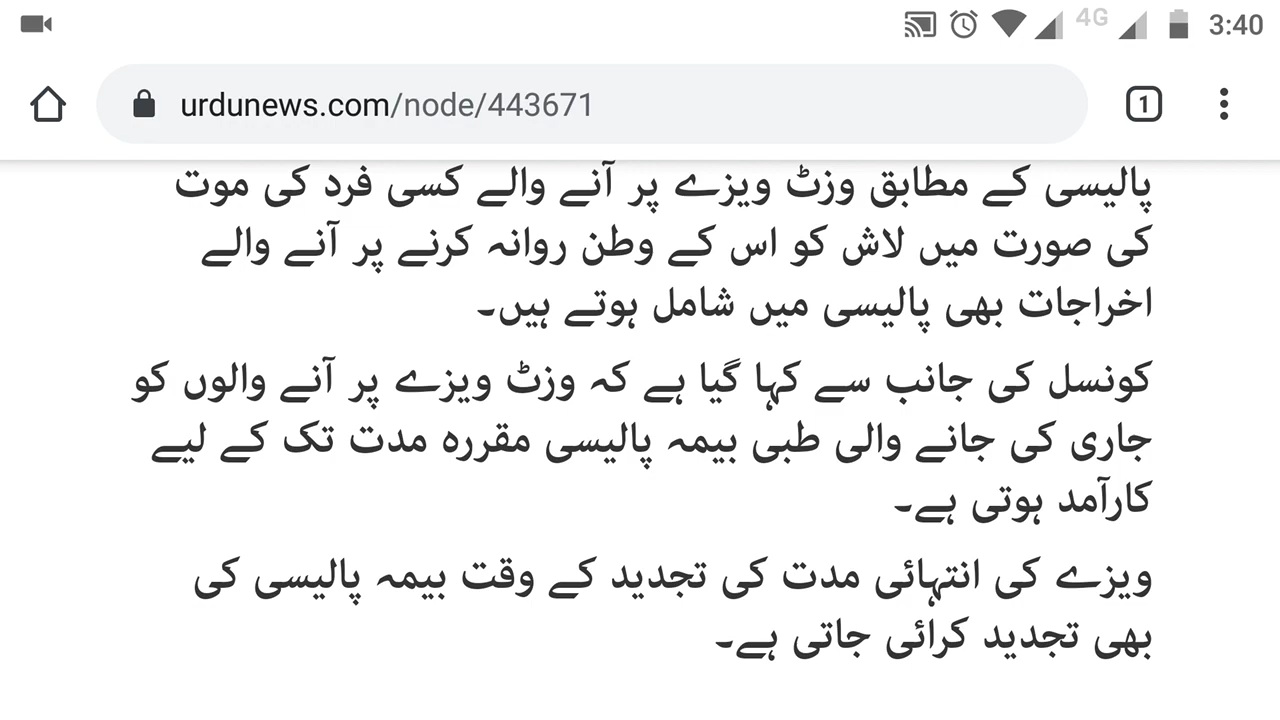 4G 3:40
urdunews.com/node/443671 1
پالیسی کے مطابق وزٹ ویزے پر آنے والے کسی فرد کی موت
کی صورت میں لاش کو اس کے وطن روانہ کرنے پر آنے والے
اخراجات بھی پالیسی میں شامل ہوتے ہیں۔
کونسل کی جانب سے کہا گیا ہے کہ وزٹ ویزے پر آنے والوں کو
جاری کی جانے والی طبی بیمہ پالیسی مقررہ مدت تک کے لیے
کارآمد ہوتی ہے۔
ویزے کی انتہائی مدت کی تجدید کے وقت بیمہ پالیسی کی
بھی تجدید کرائی جاتی ہے۔